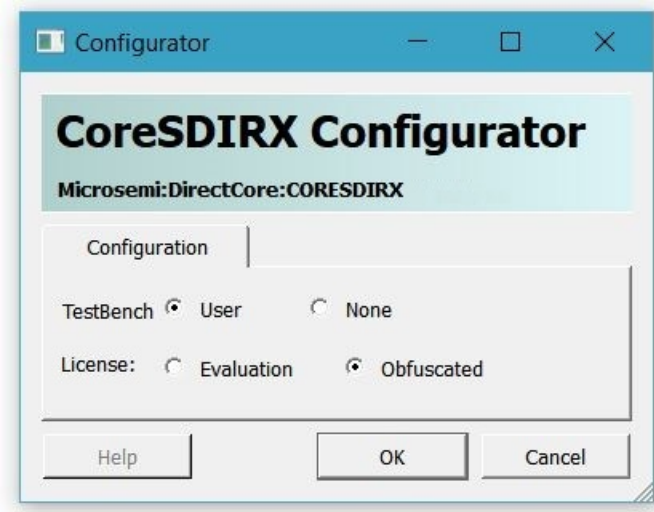 Configurator
CoreSDIRX Configurator
Microsemi:DirectCore:CORESDIRX
Configuration
TestBench User None
License: Evaluation Obfuscated
Help OK Cancel